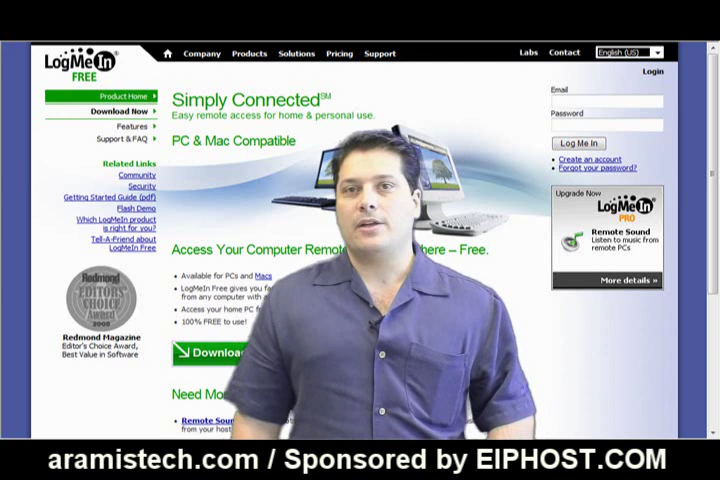 LogMeIn®
FREE
Company Products Solutions Pricing Support
Labs Contact English (US)
Login
Product Home
Download Now
Features
Support & FAQ
Related Links
Community
Security
Getting Started Guide (pdf)
Flash Demo
Which LogMeIn product
is right for you?
Tell-A-Friend about
LogMeIn Free
Redmond
EDITORS'
CHOICE
Award
Redmond Magazine
Editor's Choice Award,
Best Value in Software
Simply Connected SM
Easy remote access for home & personal use.
PC & Mac Compatible
Access Your Computer Remot here – Free.
Available for PCs and Macs
LogMeIn Free gives you fa
from any computer with a
Access your home PC fr
100% FREE to use!
Download
Need Mo
Remote Soun
from your host
Email
Password
Log Me In
Create an account
Forgot your password?
Upgrade Now
LogMeIn
PRO
Remote Sound
Listen to music from
remote PCs
More details »
aramistech.com / Sponsored by EIPHOST.COM